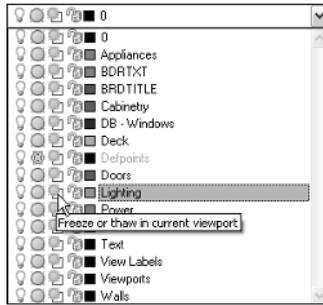 0
0
Appliances
BDRTXT
BRDTITLE
Cabinetry
DB - Windows
Deck
Defpoints
Doors
Lighting
Power
Freeze or thaw in current viewport
Text
View Labels
Viewports
Walls